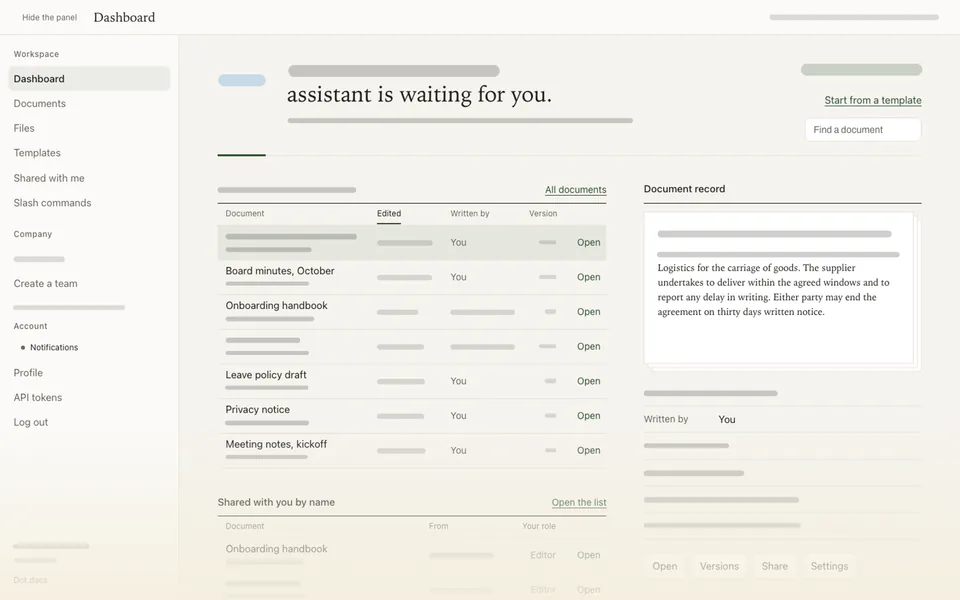 Hide the panel
Dashboard
Workspace
Dashboard
Documents
Files
Templates
Shared with me
Slash commands
Company
Create a team
Account
Notifications
Profile
API tokens
Log out
Dot.docs
assistant is waiting for you.
Start from a template
Find a document
All documents
Document Edited Written by Version
You Open
Board minutes, October
You Open
Onboarding handbook
Open
Open
Leave policy draft
You Open
Privacy notice
You Open
Meeting notes, kickoff
You Open
Shared with you by name
Open the list
Document From Your role
Onboarding handbook
Editor Open
Editor Open
Document record
Logistics for the carriage of goods. The supplier
undertakes to deliver within the agreed windows and to
report any delay in writing. Either party may end the
agreement on thirty days written notice.
Written by You
Open Versions Share Settings